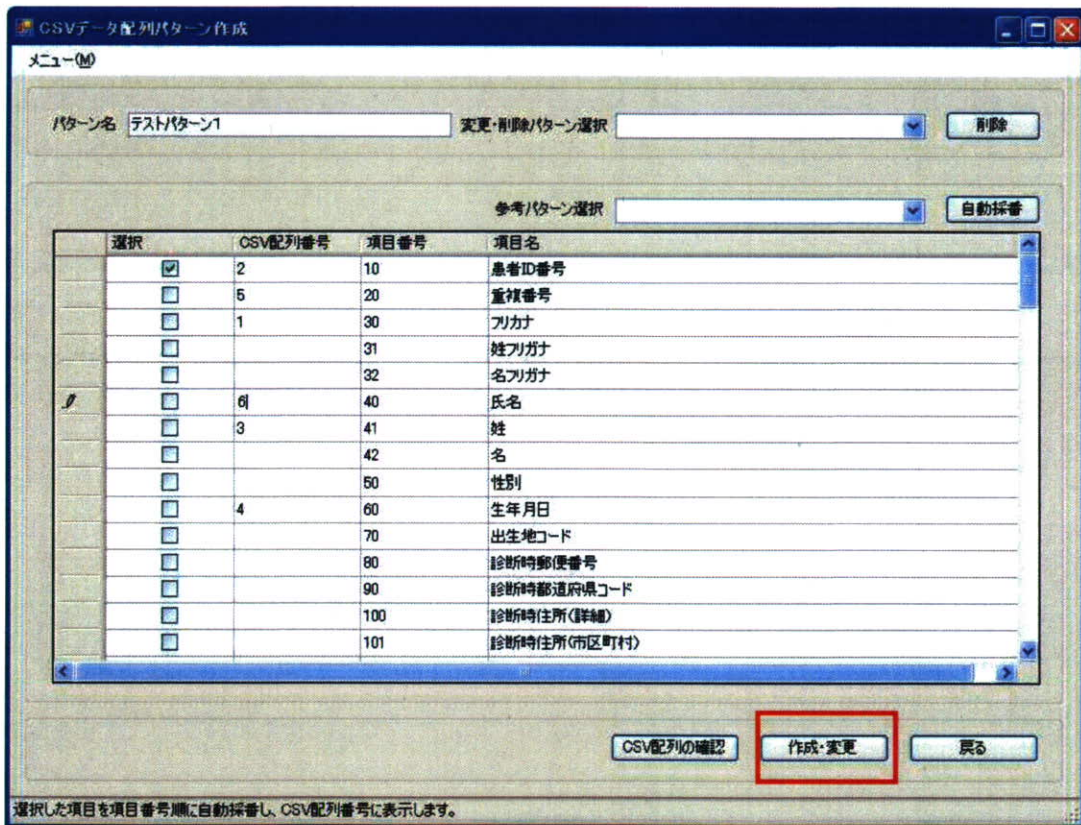 CSVデータ配列パターン作成
メニュー(M)
パターン名 テストパターン1 変更・削除パターン選択 削除
参考パターン選択 自動採番
選択 CSV配列番号 項目番号 項目名
2 10 患者ID番号
5 20 重複番号
1 30 フリカナ
31 姓フリガナ
32 名フリガナ
6 40 氏名
3 41 姓
42 名
50 性別
4 60 生年月日
70 出生地コード
80 診断時郵便番号
90 診断時都道府県コード
100 診断時住所(詳細)
101 診断時住所(市区町村)
CSV配列の確認 作成・変更 戻る
選択した項目を項目番号順に自動採番し、CSV配列番号に表示します。